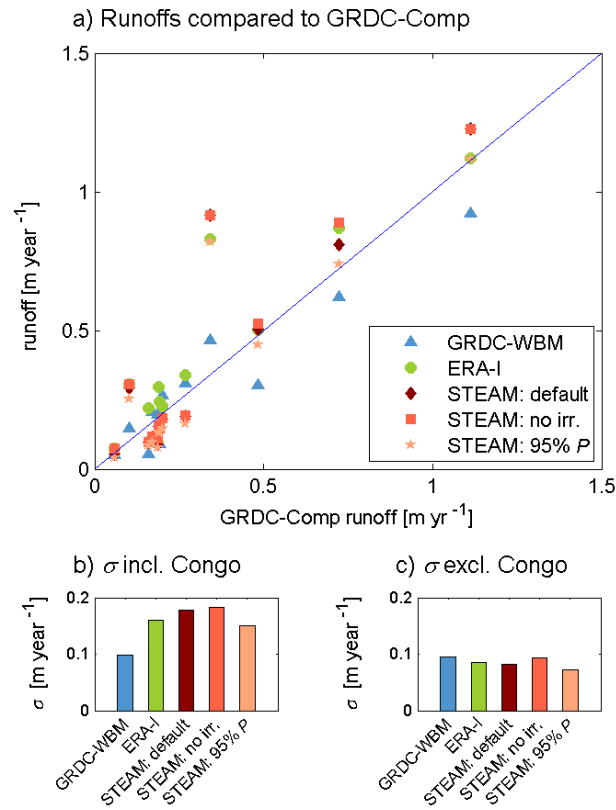 a) Runoffs compared to GRDC-Comp
1.5
1
0.5
0
runoff [m year⁻¹]
0 0.5 1 1.5
GRDC-Comp runoff [m yr⁻¹]
GRDC-WBM
ERA-I
STEAM: default
STEAM: no irr.
STEAM: 95% P
b) σ incl. Congo
0.2
0.1
0
σ [m year⁻¹]
GRDC-WBM
ERA-I
STEAM: default
STEAM: no irr.
STEAM: 95% P
c) σ excl. Congo
0.2
0.1
0
σ [m year⁻¹]
GRDC-WBM
ERA-I
STEAM: default
STEAM: no irr.
STEAM: 95% P